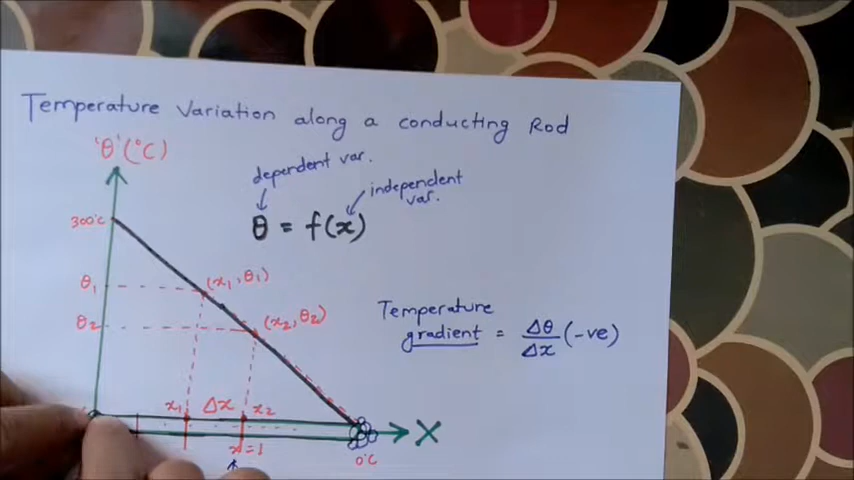 Temperature Variation along a conducting Rod
'θ' (°C)
dependent var.
independent
var.
θ = f(x)
300°C
θ₁
(x₁, θ₁)
θ₂
(x₂, θ₂)
Temperature
gradient = Δθ/Δx (-ve)
x₁ Δx x₂
X
x=1
0°C